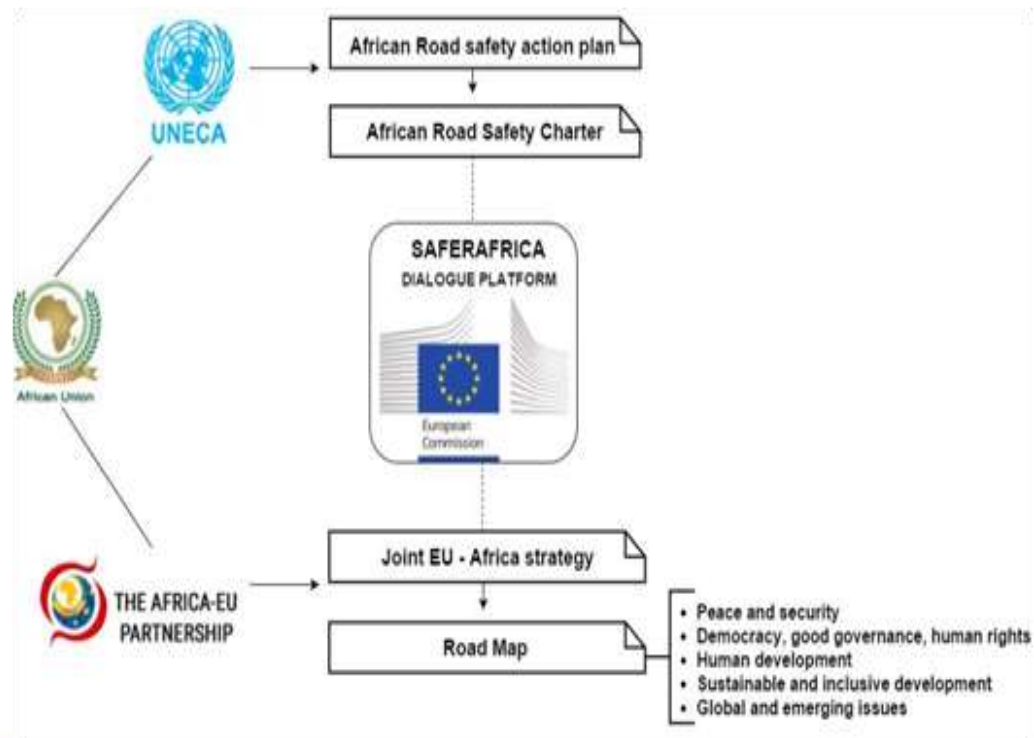 African Road safety action plan
UNECA
African Road Safety Charter
SAFERAFRICA
DIALOGUE PLATFORM
African Union
European
Commission
THE AFRICA-EU
PARTNERSHIP
Joint EU - Africa strategy
Road Map
• Peace and security
• Democracy, good governance, human rights
• Human development
• Sustainable and inclusive development
• Global and emerging issues